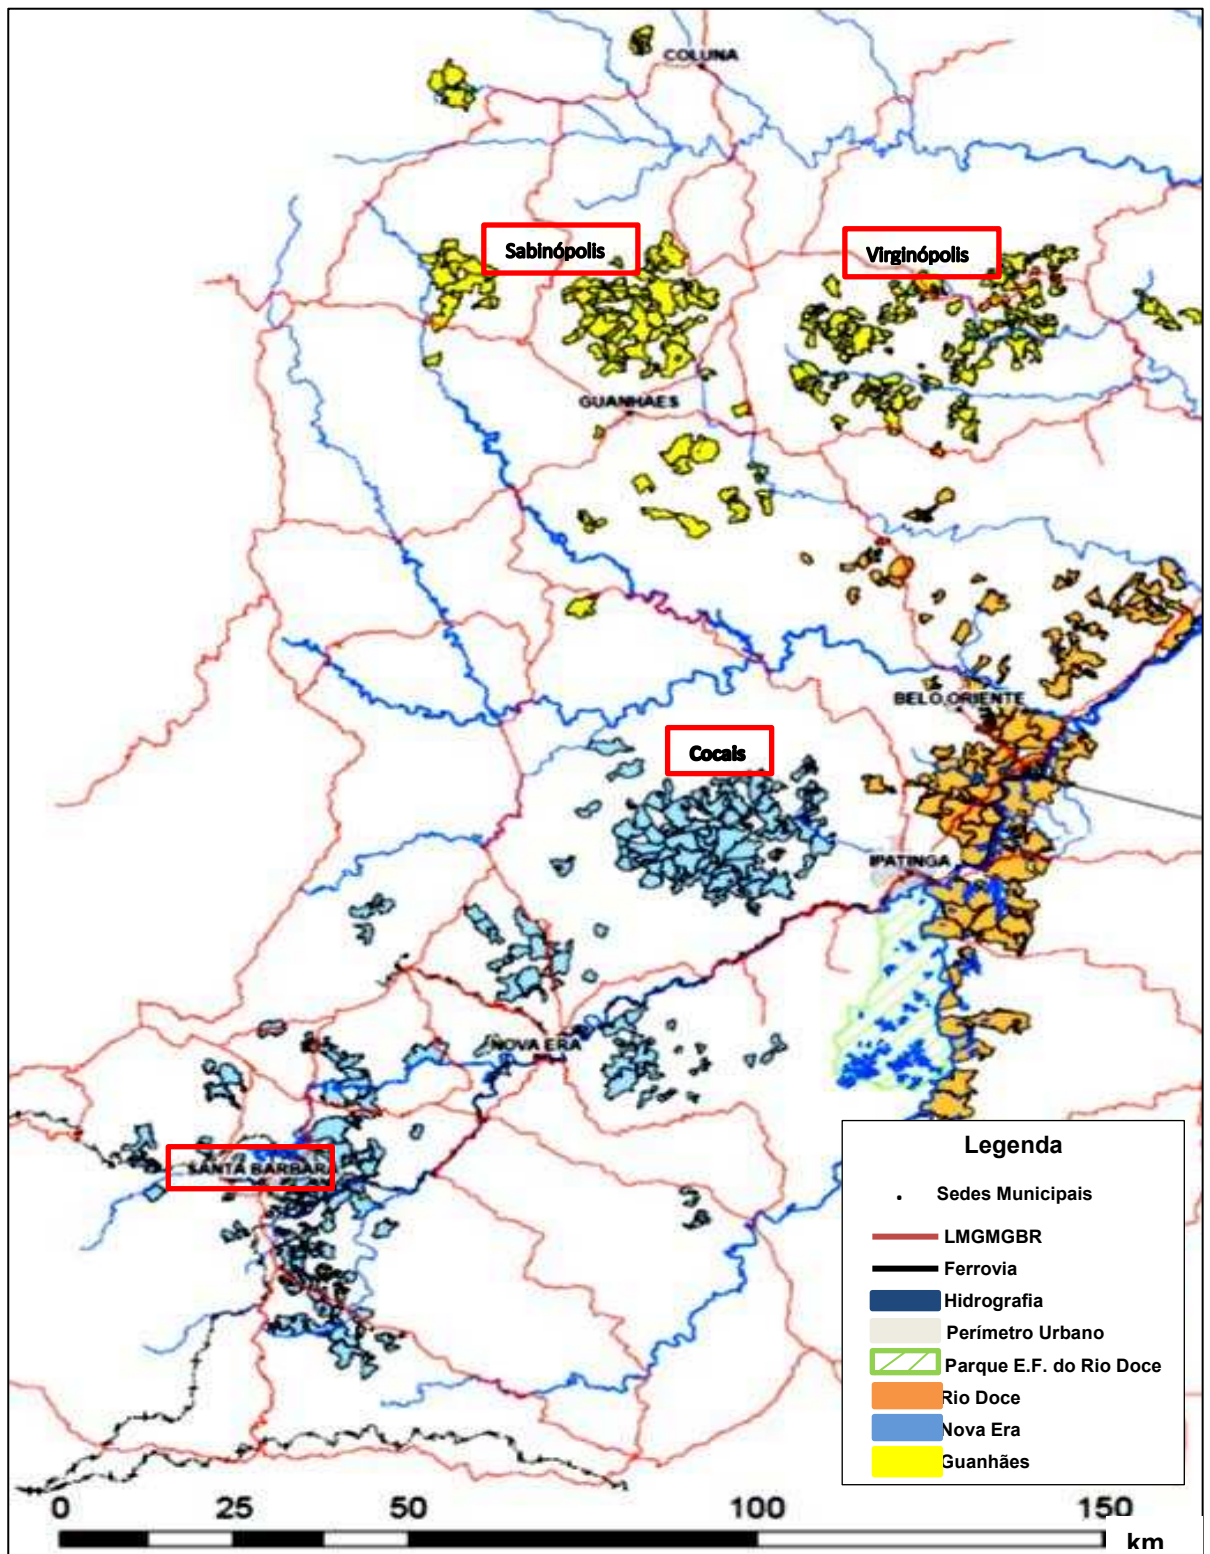 COLUNA
Sabinópolis
Virginópolis
GUANHAES
BELO ORIENTE
Cocais
IPATINGA
NOVA ERA
SANTA BARBARA
Legenda
Sedes Municipais
LMGMGBR
Ferrovia
Hidrografia
Perímetro Urbano
Parque E.F. do Rio Doce
Rio Doce
Nova Era
Guanhães
0 25 50 100 150
km